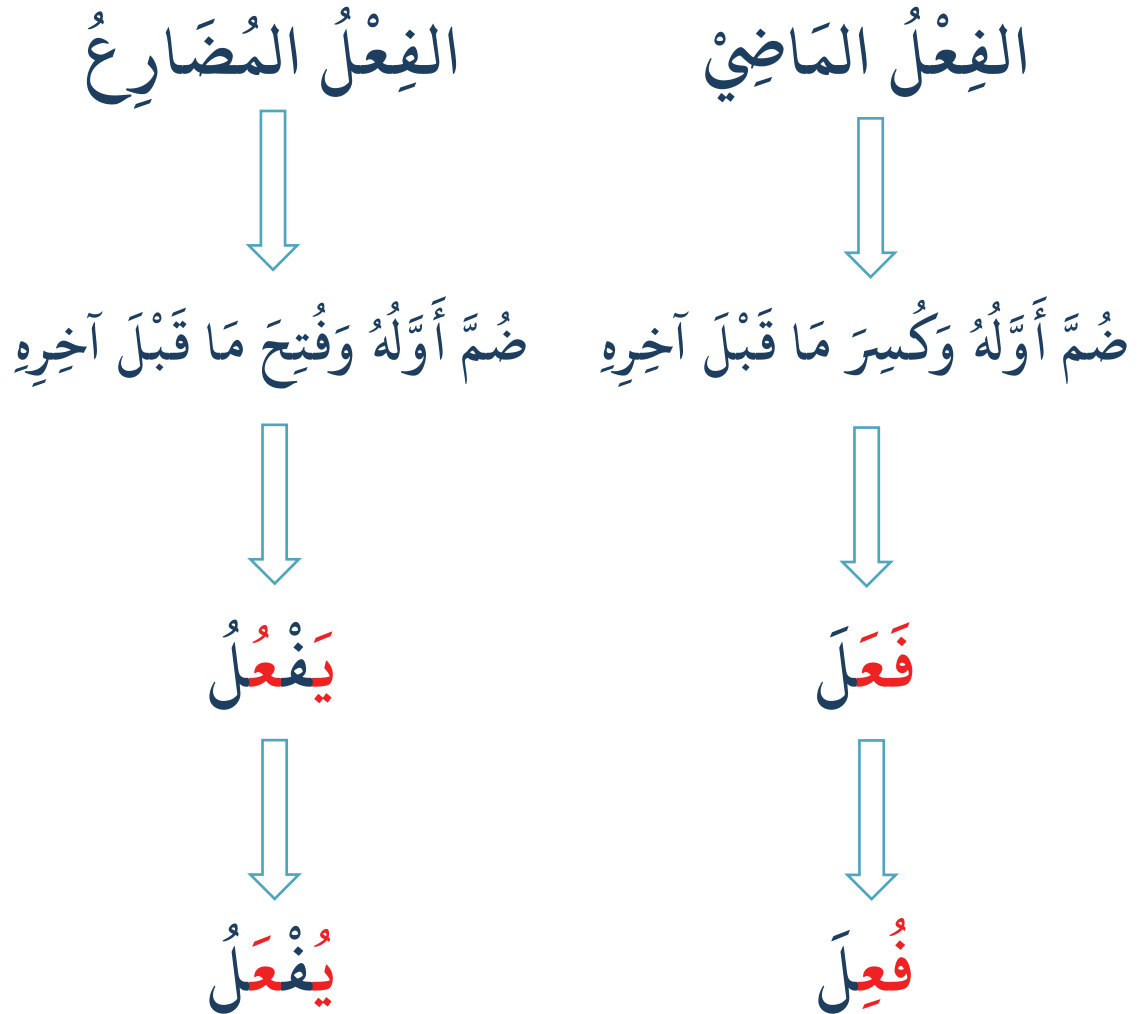 الفِعْلُ المَاضِيْ
ضُمَّ أَوَّلُهُ وَكُسِرَ مَا قَبْلَ آخِرِهِ
فَعَلَ
فُعِلَ
الفِعْلُ المُضَارِعُ
ضُمَّ أَوَّلُهُ وَفُتِحَ مَا قَبْلَ آخِرِهِ
يَفْعُلُ
يُفْعَلُ